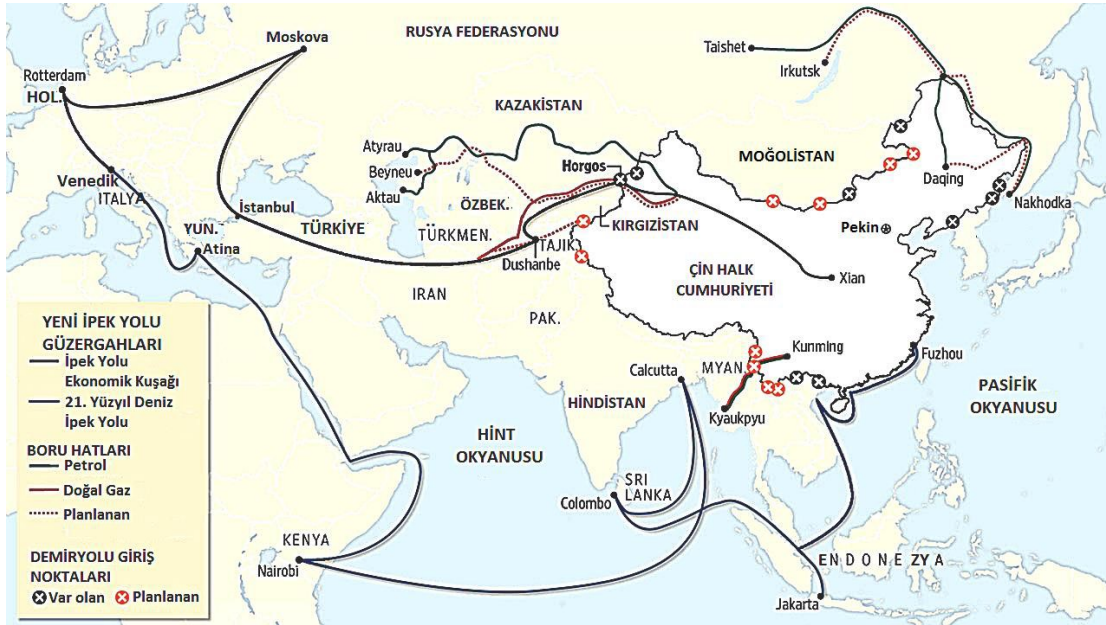 Moskova
RUSYA FEDERASYONU
Taishet
Irkutsk
Rotterdam
HOL.
KAZAKİSTAN
Atyrau
Beyneu
Aktau
Horgos
MOĞOLİSTAN
Daqing
Nakhodka
Venedik
ITALYA
İstanbul
ÖZBEK.
TÜRKİYE
TÜRKMEN.
KIRGIZİSTAN
Pekin
YUN.
Atina
TAJIK
Dushanbe
ÇİN HALK
CUMHURİYETİ
Xian
IRAN
PAK.
Kunming
Fuzhou
MYAN
Calcutta
HİNDİSTAN
Kyaukpyu
PASİFİK
OKYANUSU
HİNT
OKYANUSU
SRI
LANKA
Colombo
KENYA
Nairobi
ENDONEZYA
Jakarta
YENİ İPEK YOLU
GÜZERGAHLARI
İpek Yolu
Ekonomik Kuşağı
21. Yüzyıl Deniz
İpek Yolu
BORU HATLARI
Petrol
Doğal Gaz
Planlanan
DEMİRYOLU GİRİŞ
NOKTALARI
Var olan Planlanan